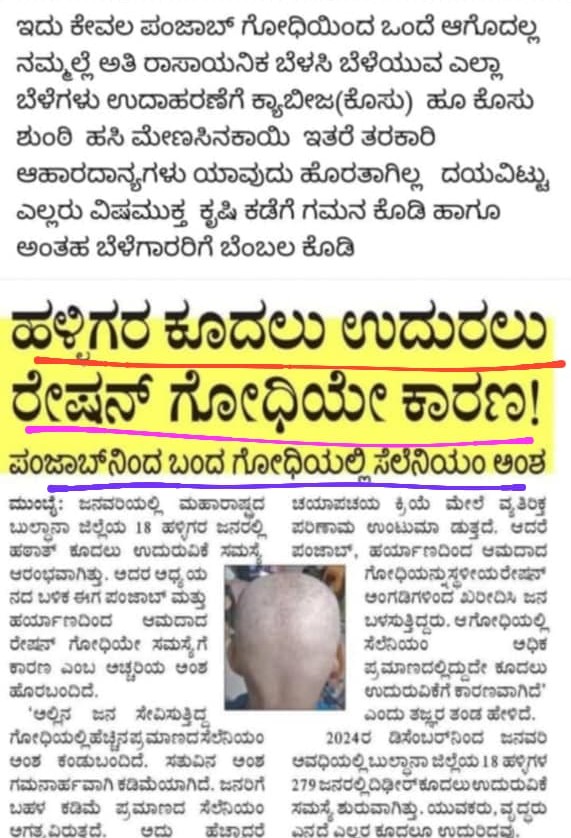 ಇದು ಕೇವಲ ಪಂಜಾಬ್ ಗೋಧಿಯಿಂದ ಒಂದೆ ಆಗೊದಲ್ಲ
ನಮ್ಮಲ್ಲೆ ಅತಿ ರಾಸಾಯನಿಕ ಬೆಳಸಿ ಬೆಳೆಯುವ ಎಲ್ಲಾ
ಬೆಳೆಗಳು ಉದಾಹರಣೆಗೆ ಕ್ಯಾಬೀಜ(ಕೊಸು) ಹೂ ಕೊಸು
ಶುಂಠಿ ಹಸಿ ಮೇಣಸಿನಕಾಯಿ ಇತರೆ ತರಕಾರಿ
ಆಹಾರದಾನ್ಯಗಳು ಯಾವುದು ಹೊರತಾಗಿಲ್ಲ ದಯವಿಟ್ಟು
ಎಲ್ಲರು ವಿಷಮುಕ್ತ ಕೃಷಿ ಕಡೆಗೆ ಗಮನ ಕೊಡಿ ಹಾಗೂ
ಅಂತಹ ಬೆಳೆಗಾರರಿಗೆ ಬೆಂಬಲ ಕೊಡಿ
ಹಳ್ಳಿಗರ ಕೂದಲು ಉದುರಲು
ರೇಷನ್ ಗೋಧಿಯೇ ಕಾರಣ!
ಪಂಜಾಬ್‌ನಿಂದ ಬಂದ ಗೋಧಿಯಲ್ಲಿ ಸೆಲೆನಿಯಂ ಅಂಶ
ಮುಂಬೈ: ಜನವರಿಯಲ್ಲಿ ಮಹಾರಾಷ್ಟ್ರದ
ಬುಲ್ಧಾನಾ ಜಿಲ್ಲೆಯ 18 ಹಳ್ಳಿಗರ ಜನರಲ್ಲಿ
ಹಠಾತ್ ಕೂದಲು ಉದುರುವಿಕೆ ಸಮಸ್ಯೆ
ಆರಂಭವಾಗಿತ್ತು. ಅದರ ಅಧ್ಯಯ
ನದ ಬಳಿಕ ಈಗ ಪಂಜಾಬ್ ಮತ್ತು
ಹರ್ಯಾಣದಿಂದ ಆಮದಾದ
ರೇಷನ್ ಗೋಧಿಯೇ ಸಮಸ್ಯೆಗೆ
ಕಾರಣ ಎಂಬ ಅಚ್ಚರಿಯ ಅಂಶ
ಹೊರಬಂದಿದೆ.
'ಅಲ್ಲಿನ ಜನ ಸೇವಿಸುತ್ತಿದ್ದ
ಗೋಧಿಯಲ್ಲಿ ಹೆಚ್ಚಿನ ಪ್ರಮಾಣದ ಸೆಲೆನಿಯಂ
ಅಂಶ ಕಂಡುಬಂದಿದೆ. ಸತುವಿನ ಅಂಶ
ಗಮನಾರ್ಹವಾಗಿ ಕಡಿಮೆಯಾಗಿದೆ. ಜನರಿಗೆ
ಬಹಳ ಕಡಿಮೆ ಪ್ರಮಾಣದ ಸೆಲೆನಿಯಂ
ಅಗತ್ಯವಿರುತ್ತದೆ. ಅದು ಹೆಚ್ಚಾದರೆ
ಚಯಾಪಚಯ ಕ್ರಿಯೆ ಮೇಲೆ ವ್ಯತಿರಿಕ್ತ
ಪರಿಣಾಮ ಉಂಟುಮಾ ಡುತ್ತದೆ. ಆದರೆ
ಪಂಜಾಬ್, ಹರ್ಯಾಣದಿಂದ ಆಮದಾದ
ಗೋಧಿಯನ್ನು ಸ್ಥಳೀಯ ರೇಷನ್
ಅಂಗಡಿಗಳಿಂದ ಖರೀದಿಸಿ ಜನ
ಬಳಸುತ್ತಿದ್ದರು. ಆ ಗೋಧಿಯಲ್ಲಿ
ಸೆಲೆನಿಯಂ ಅಧಿಕ
ಪ್ರಮಾಣದಲ್ಲಿದ್ದುದೇ ಕೂದಲು
ಉದುರುವಿಕೆಗೆ ಕಾರಣವಾಗಿದೆ'
ಎಂದು ತಜ್ಞರ ತಂಡ ಹೇಳಿದೆ.
2024ರ ಡಿಸೆಂಬರ್‌ನಿಂದ ಜನವರಿ
ಅವಧಿಯಲ್ಲಿ ಬುಲ್ಧಾನಾ ಜಿಲ್ಲೆಯ 18 ಹಳ್ಳಿಗಳ
279 ಜನರಲ್ಲಿ ದಿಢೀರ್ ಕೂದಲು ಉದುರುವಿಕೆ
ಸಮಸ್ಯೆ ಶುರುವಾಗಿತ್ತು. ಯುವಕರು, ವೃದ್ಧರು
ಎನದೆ ಎಲ್ಲರ ಕೂದಲೂ ಉದುರಿದವು.